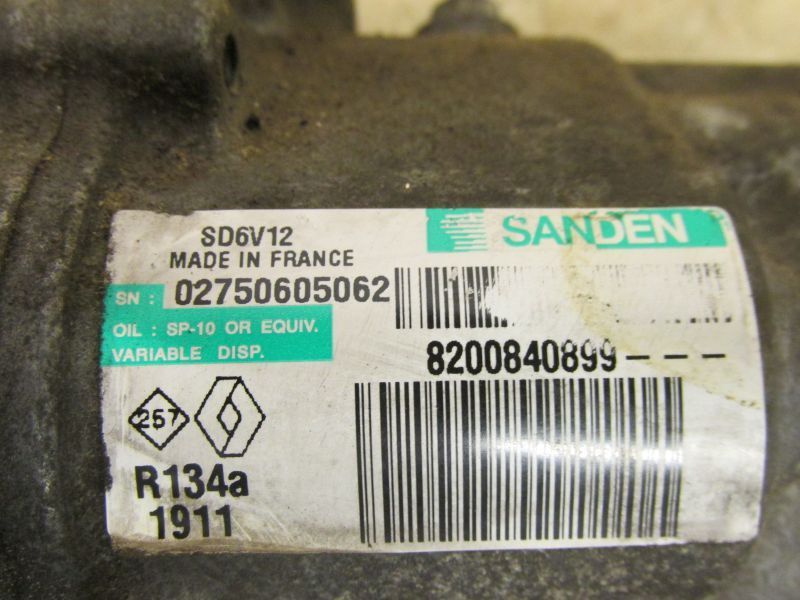 SD6V12
SANDEN
MADE IN FRANCE
SN : 02750605062
OIL : SP-10 OR EQUIV.
VARIABLE DISP.
8200840899---
257
R134a
1911